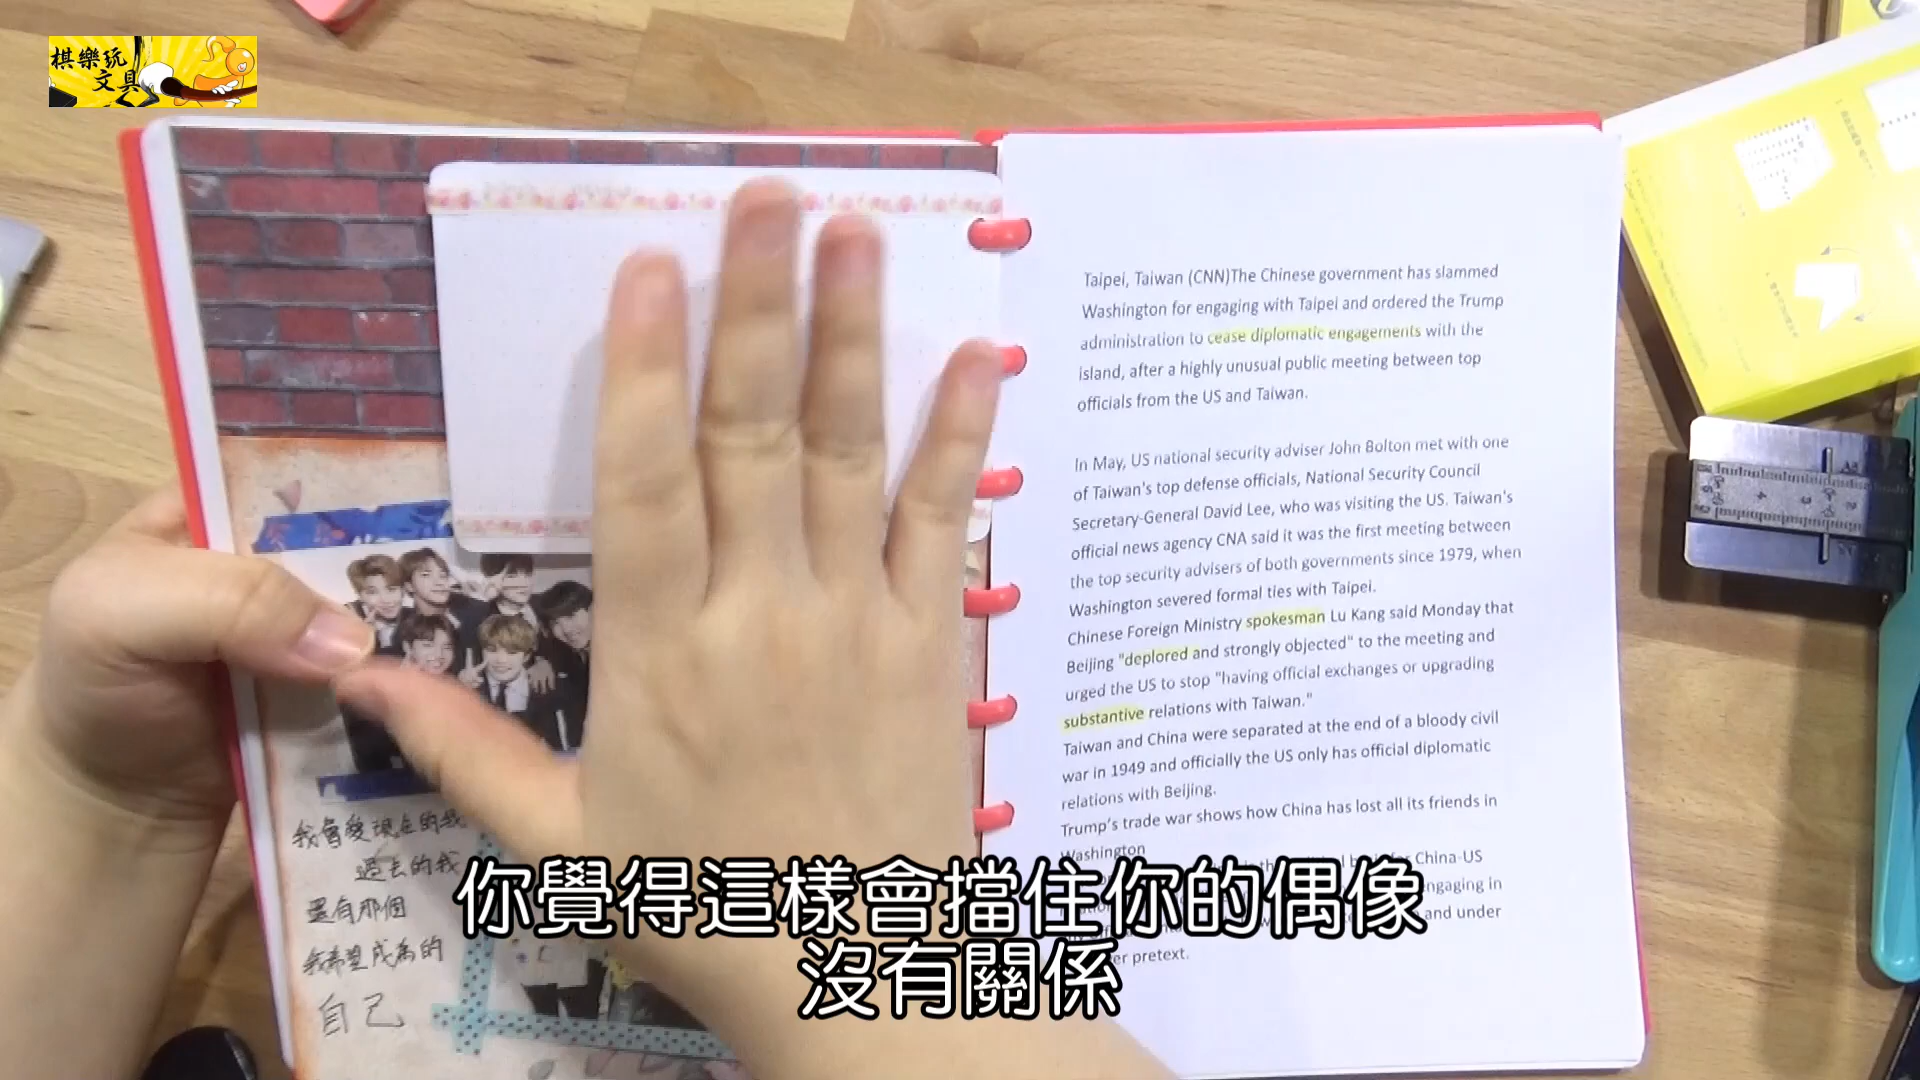 棋樂玩
文具
Taipei, Taiwan (CNN)The Chinese government has slammed
Washington for engaging with Taipei and ordered the Trump
administration to cease diplomatic engagements with the
island, after a highly unusual public meeting between top
officials from the US and Taiwan.
In May, US national security adviser John Bolton met with one
of Taiwan's top defense officials, National Security Council
Secretary-General David Lee, who was visiting the US. Taiwan's
official news agency CNA said it was the first meeting between
the top security advisers of both governments since 1979, when
Washington severed formal ties with Taipei.
Chinese Foreign Ministry spokesman Lu Kang said Monday that
Beijing "deplored and strongly objected" to the meeting and
urged the US to stop "having official exchanges or upgrading
substantive relations with Taiwan."
Taiwan and China were separated at the end of a bloody civil
war in 1949 and officially the US only has official diplomatic
relations with Beijing.
Trump's trade war shows how China has lost all its friends in
Washington
for China-US
engaging in
and under
pretext.
我會愛現在的我
過去的我
還有那個
我希望成為的
自己
你覺得這樣會擋住你的偶像
沒有關係